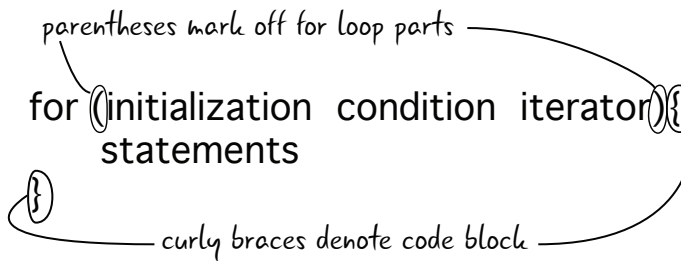 parentheses mark off for loop parts
for (initialization condition iterator){
statements
}
curly braces denote code block